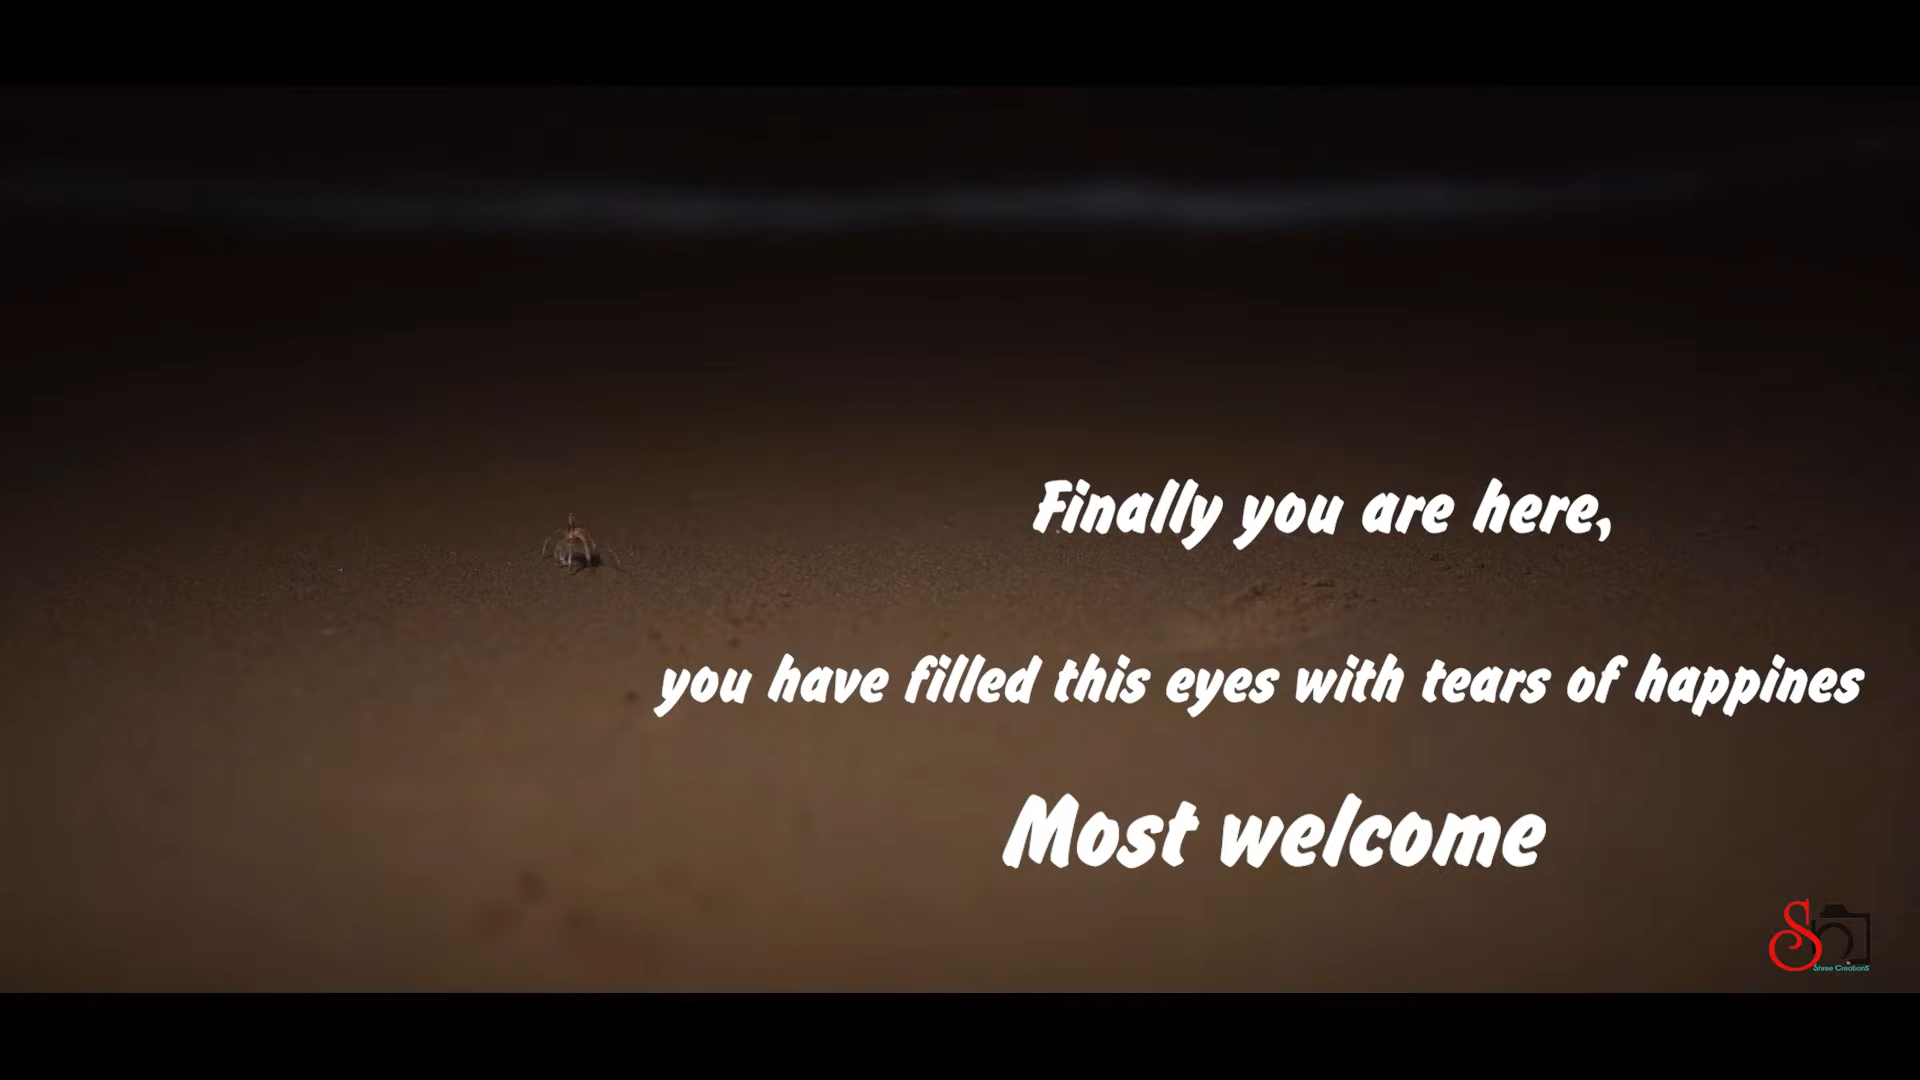 Finally you are here,
you have filled this eyes with tears of happines
Most welcome
Shree Creations